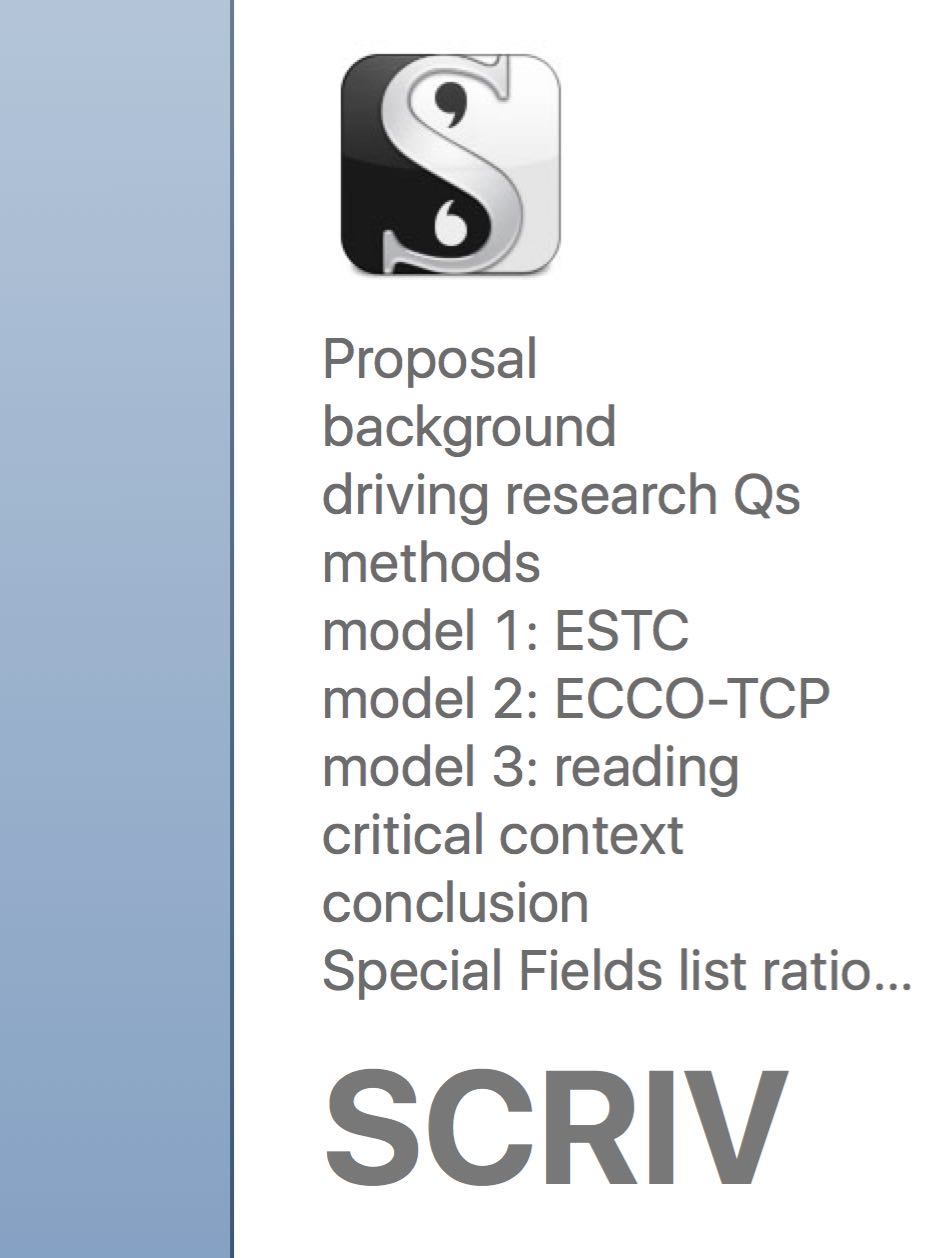 Proposal
background
driving research Qs
methods
model 1: ESTC
model 2: ECCO-TCP
model 3: reading
critical context
conclusion
Special Fields list ratio...
SCRIV